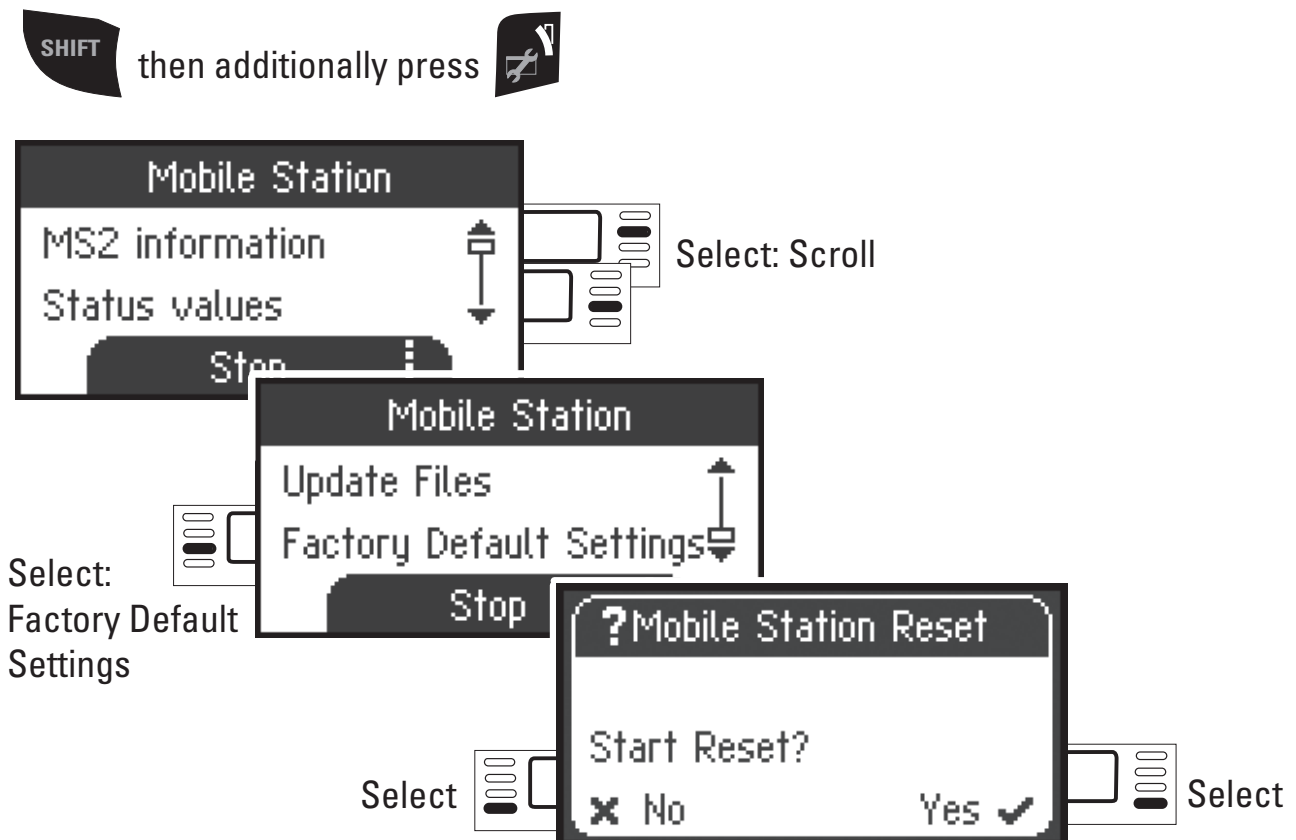 SHIFT
then additionally press
Mobile Station
MS2 information
Status values
Select: Scroll
Stop
Mobile Station
Update Files
Factory Default Settings
Select:
Factory Default
Settings
Stop
?Mobile Station Reset
Start Reset?
Select
✖ No
Yes ✔
Select